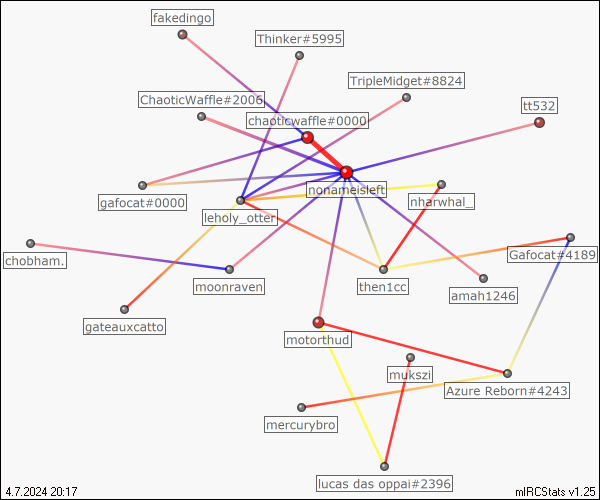 fakedingo
Thinker#5995
TripleMidget#8824
ChaoticWaffle#2006
tt532
chaoticwaffle#0000
nonameisleft
gafocat#0000
nharwhal_
leholy_otter
Gafocat#4189
chobham.
moonraven
then1cc
amah1246
gateauxcatto
motorthud
mukszi
Azure Reborn#4243
mercurybro
lucas das oppai#2396
4.7.2024 20:17
mIRCStats v1.25